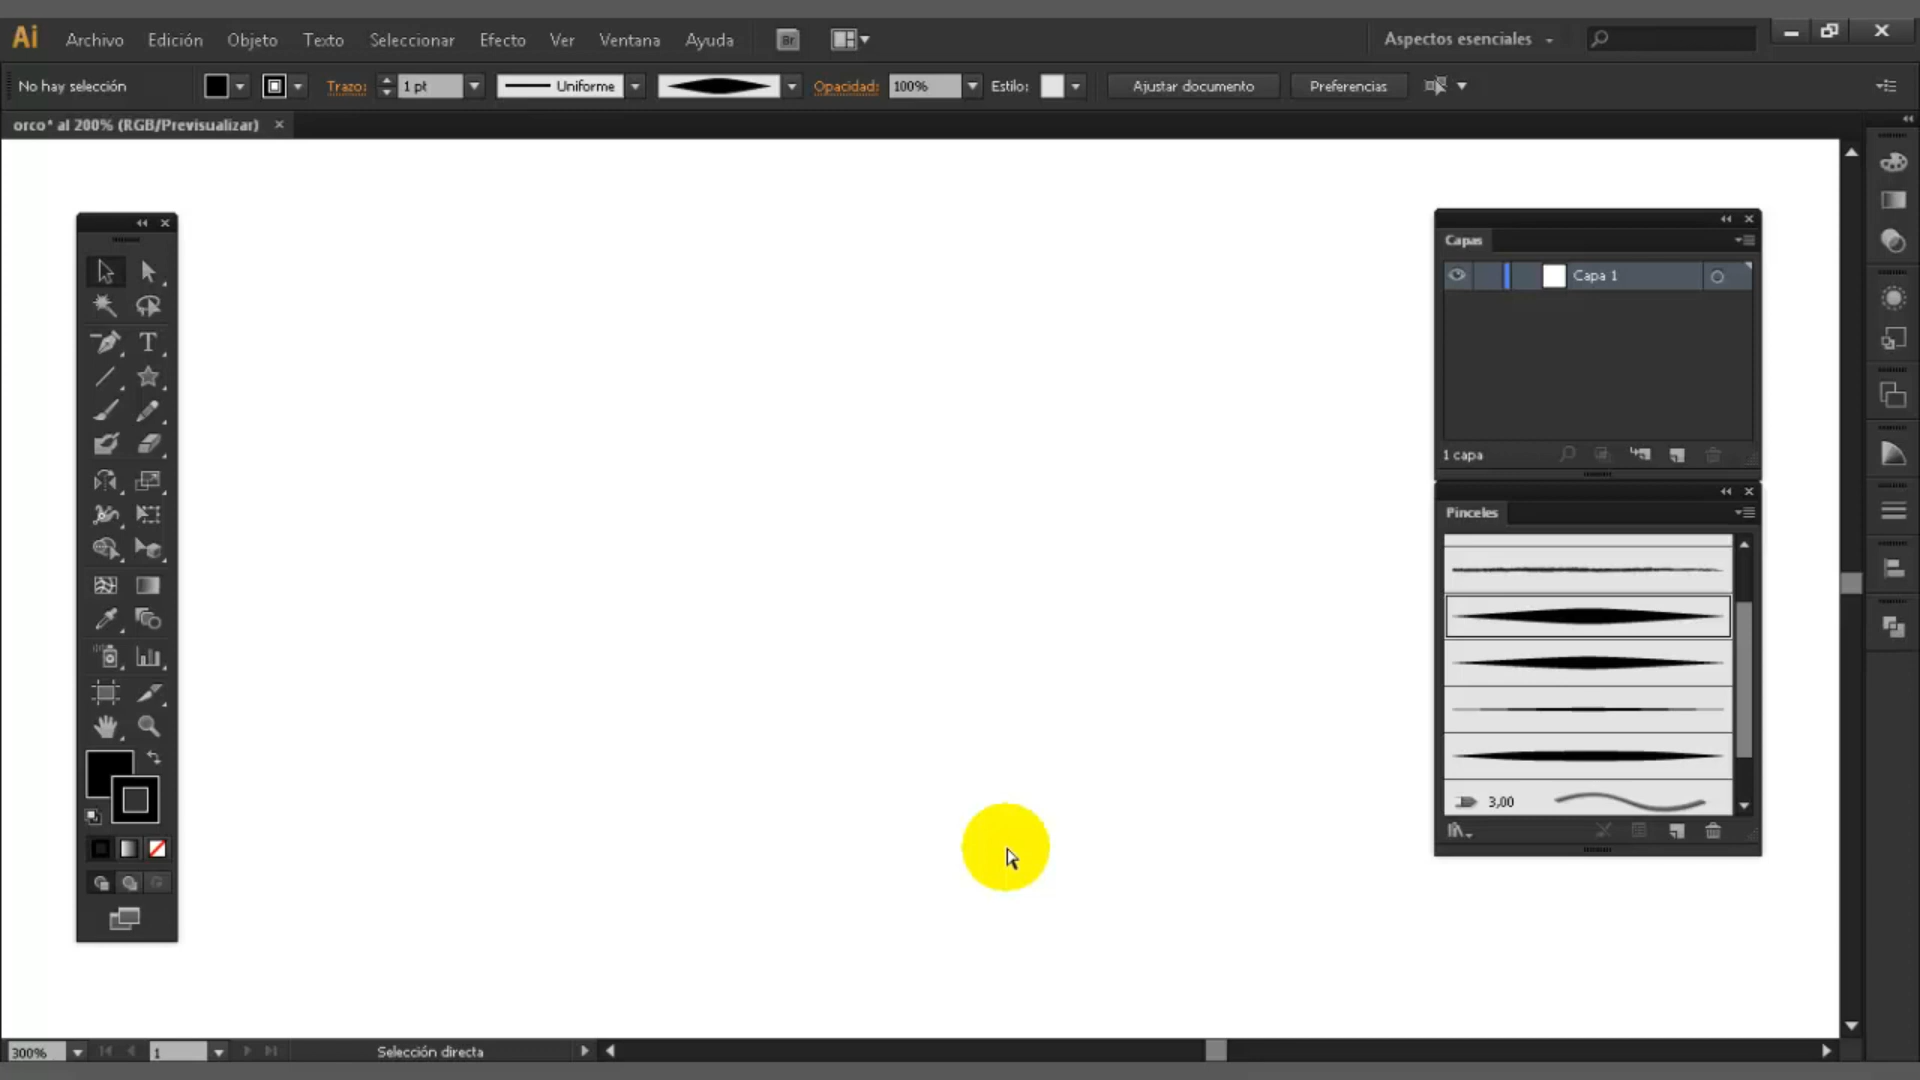 Ai Archivo Edición Objeto Texto Seleccionar Efecto Ver Ventana Ayuda Br Aspectos esenciales
No hay selección Trazo: 1 pt Uniforme Opacidad: 100% Estilo: Ajustar documento Preferencias
orco* al 200% (RGB/Previsualizar)
Capas
Capa 1
1 capa
Pinceles
3,00
300% 1 Selección directa